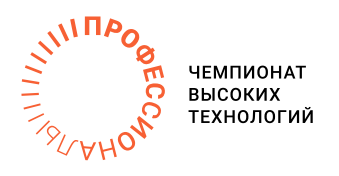 ПРОФЕССИОНАЛЫ
ЧЕМПИОНАТ
ВЫСОКИХ
ТЕХНОЛОГИЙ